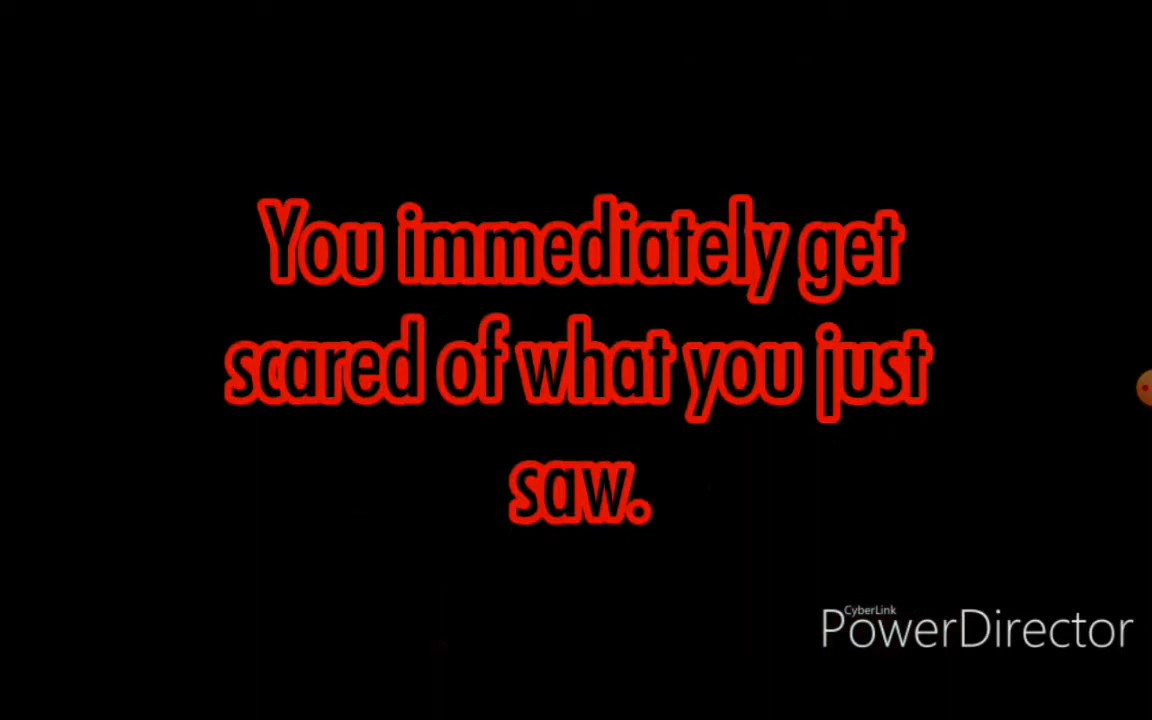 You immediately get
scared of what you just
saw.
CyberLink
PowerDirector